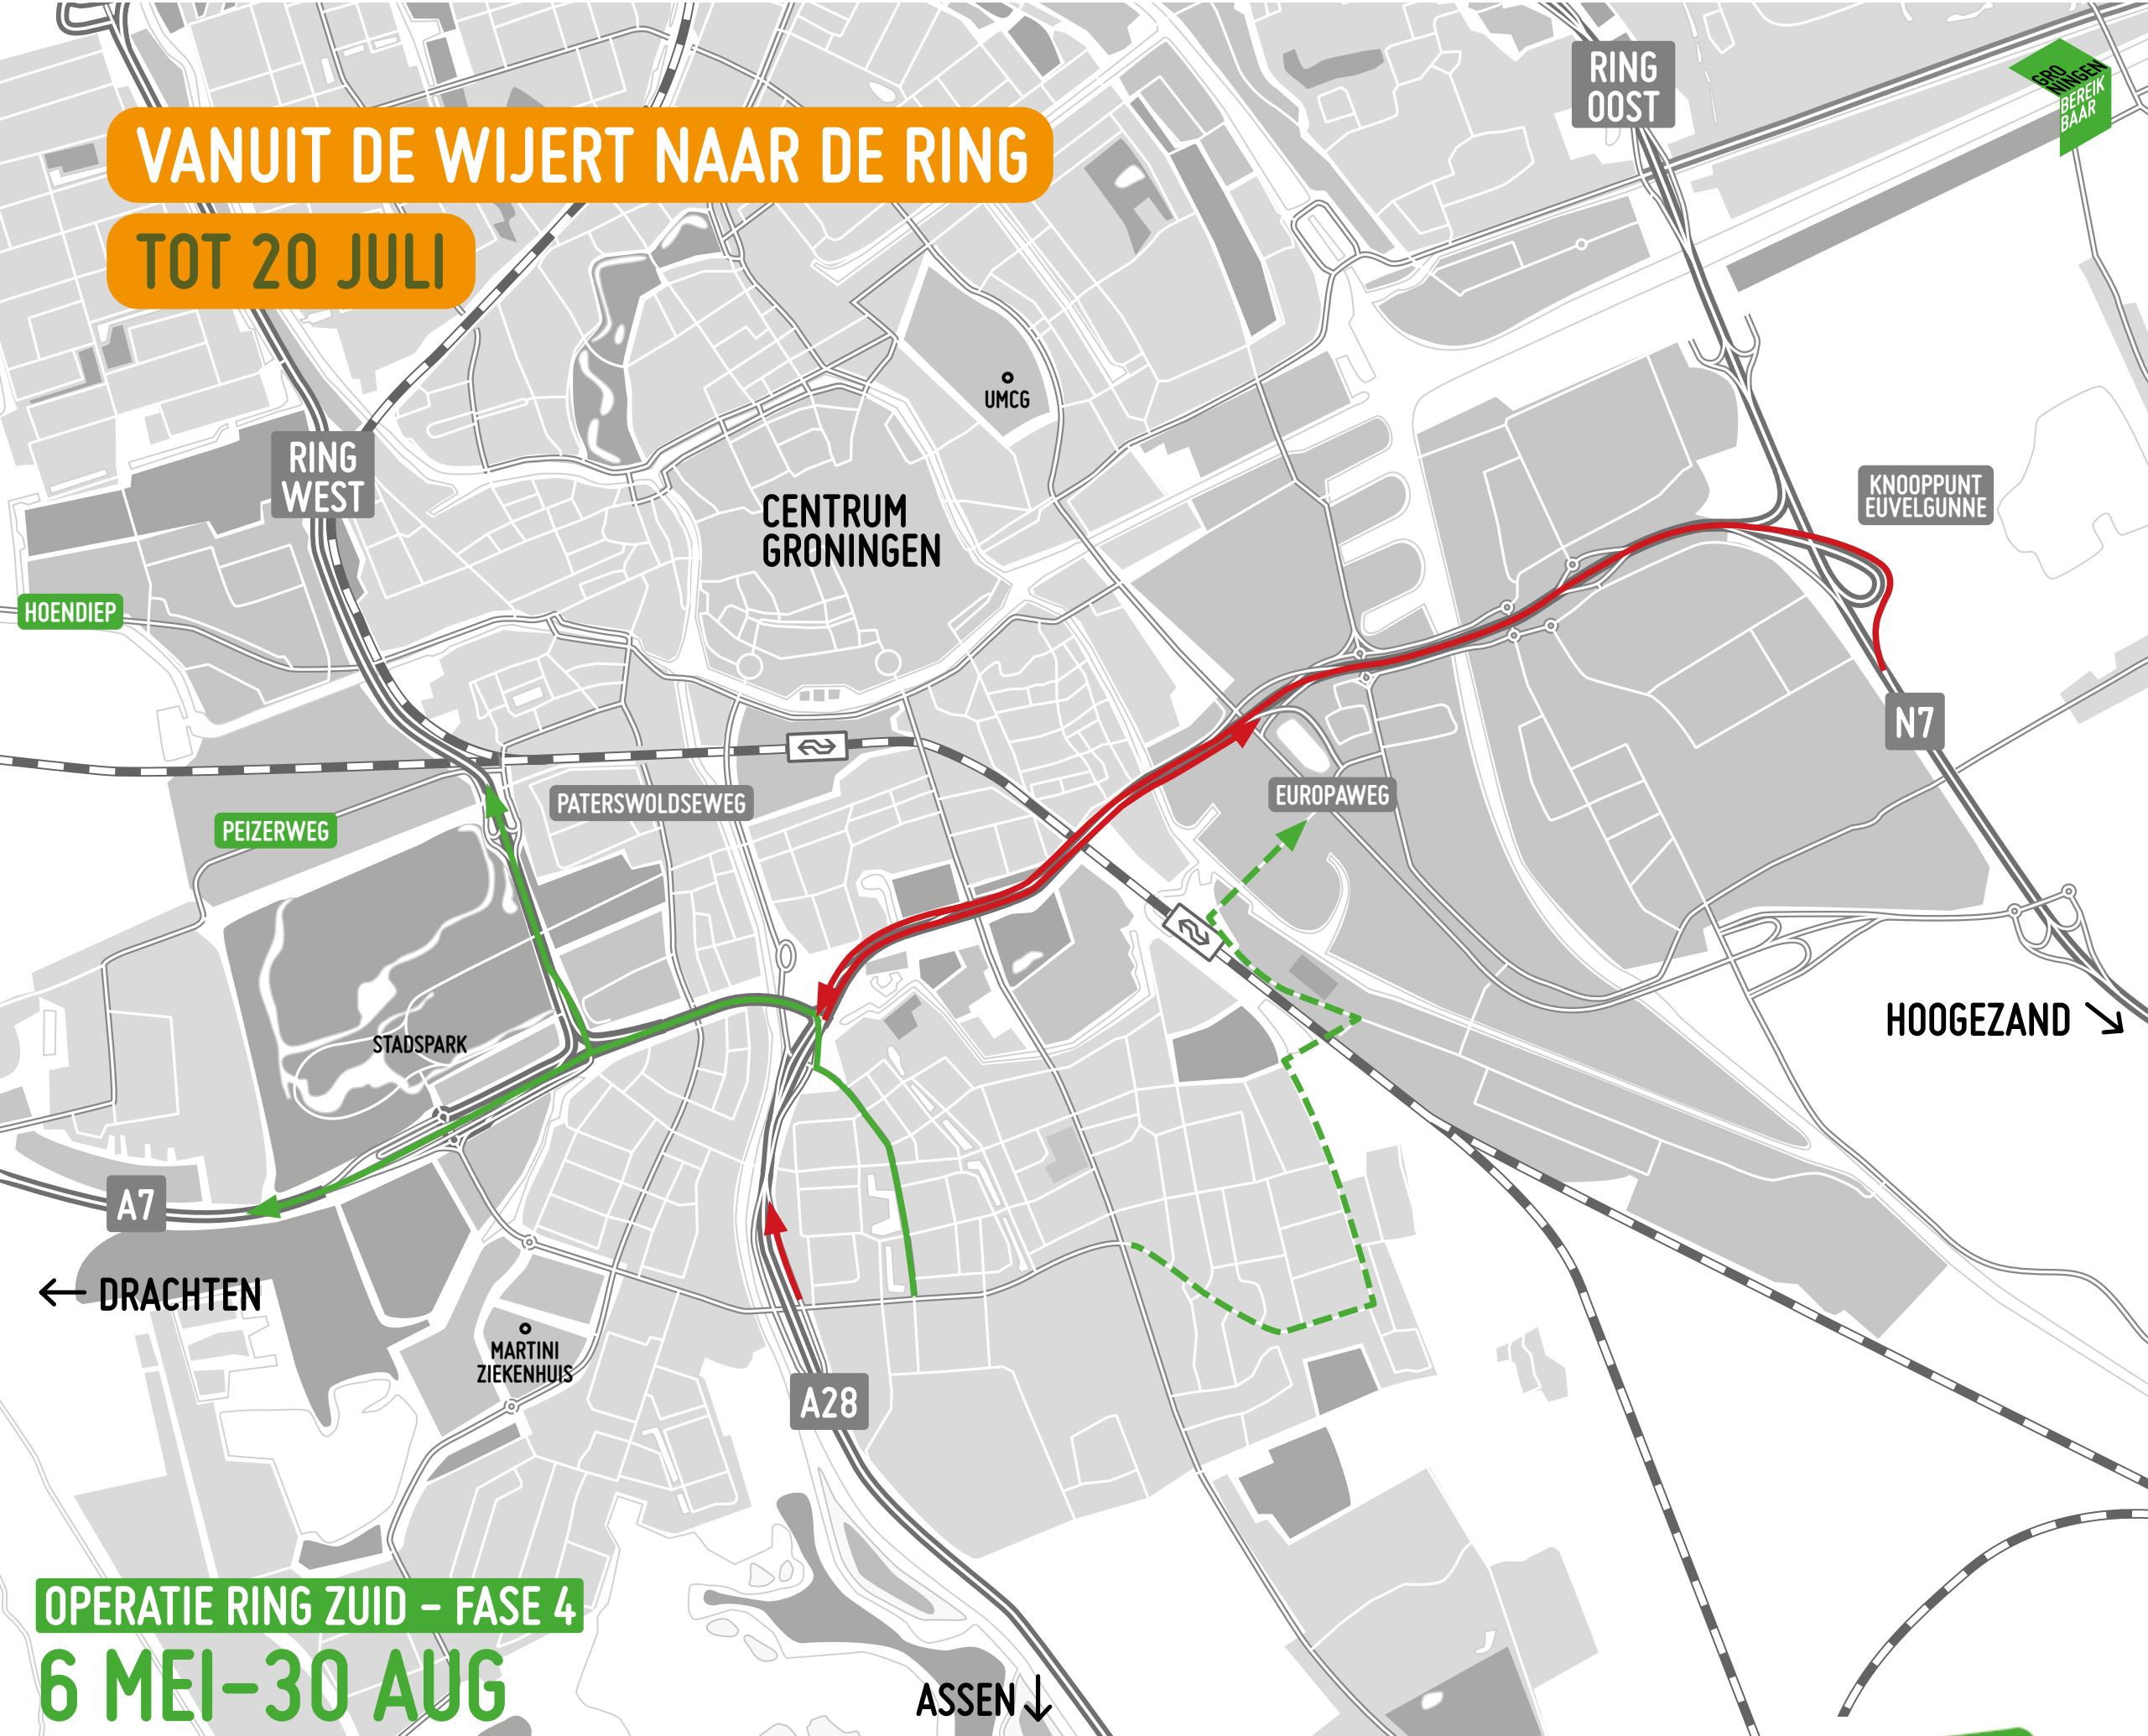 RING
OOST
GRO
NINGEN
BEREIK
BAAR
VANUIT DE WIJERT NAAR DE RING
TOT 20 JULI
UMCG
RING
WEST
KNOOPPUNT
EUVELGUNNE
CENTRUM
GRONINGEN
HOENDIEP
N7
PATERSWOLDSEWEG
EUROPAWEG
PEIZERWEG
HOOGEZAND
STADSPARK
A7
DRACHTEN
MARTINI
ZIEKENHUIS
A28
OPERATIE RING ZUID – FASE 4
6 MEI–30 AUG
ASSEN